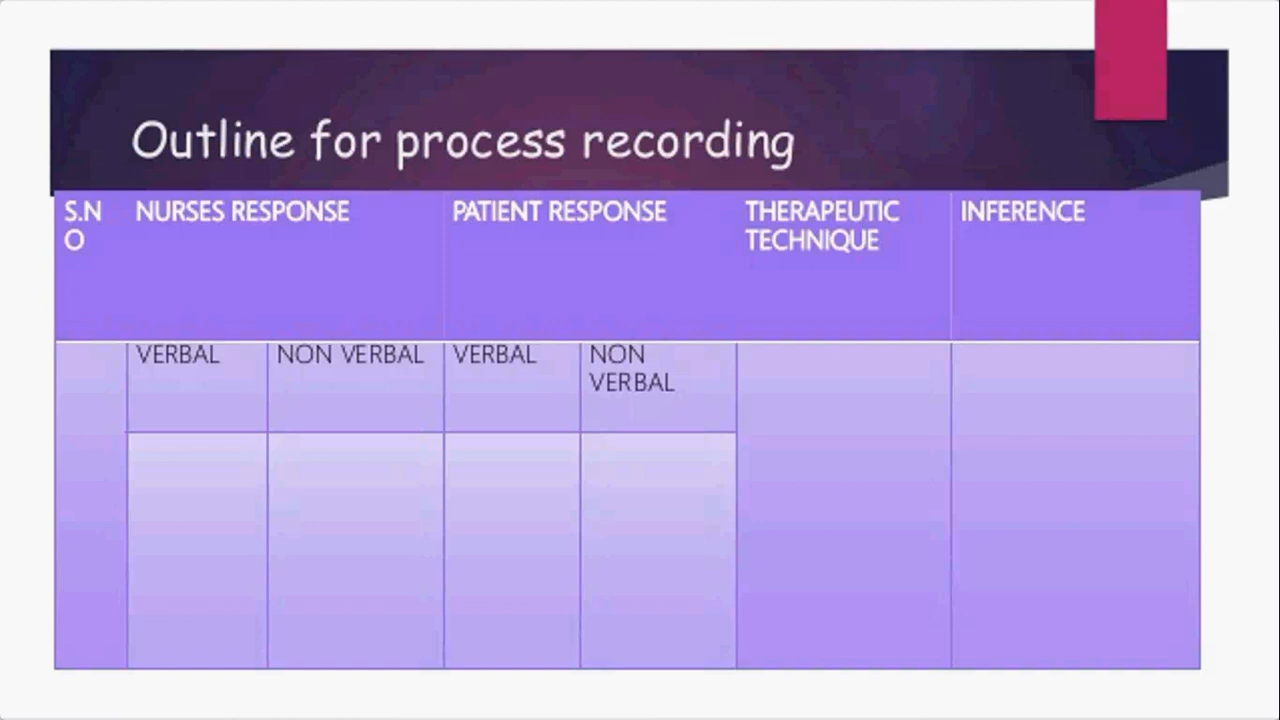 Outline for process recording
S.N
O
NURSES RESPONSE
PATIENT RESPONSE
THERAPEUTIC
TECHNIQUE
INFERENCE
VERBAL
NON VERBAL
VERBAL
NON
VERBAL